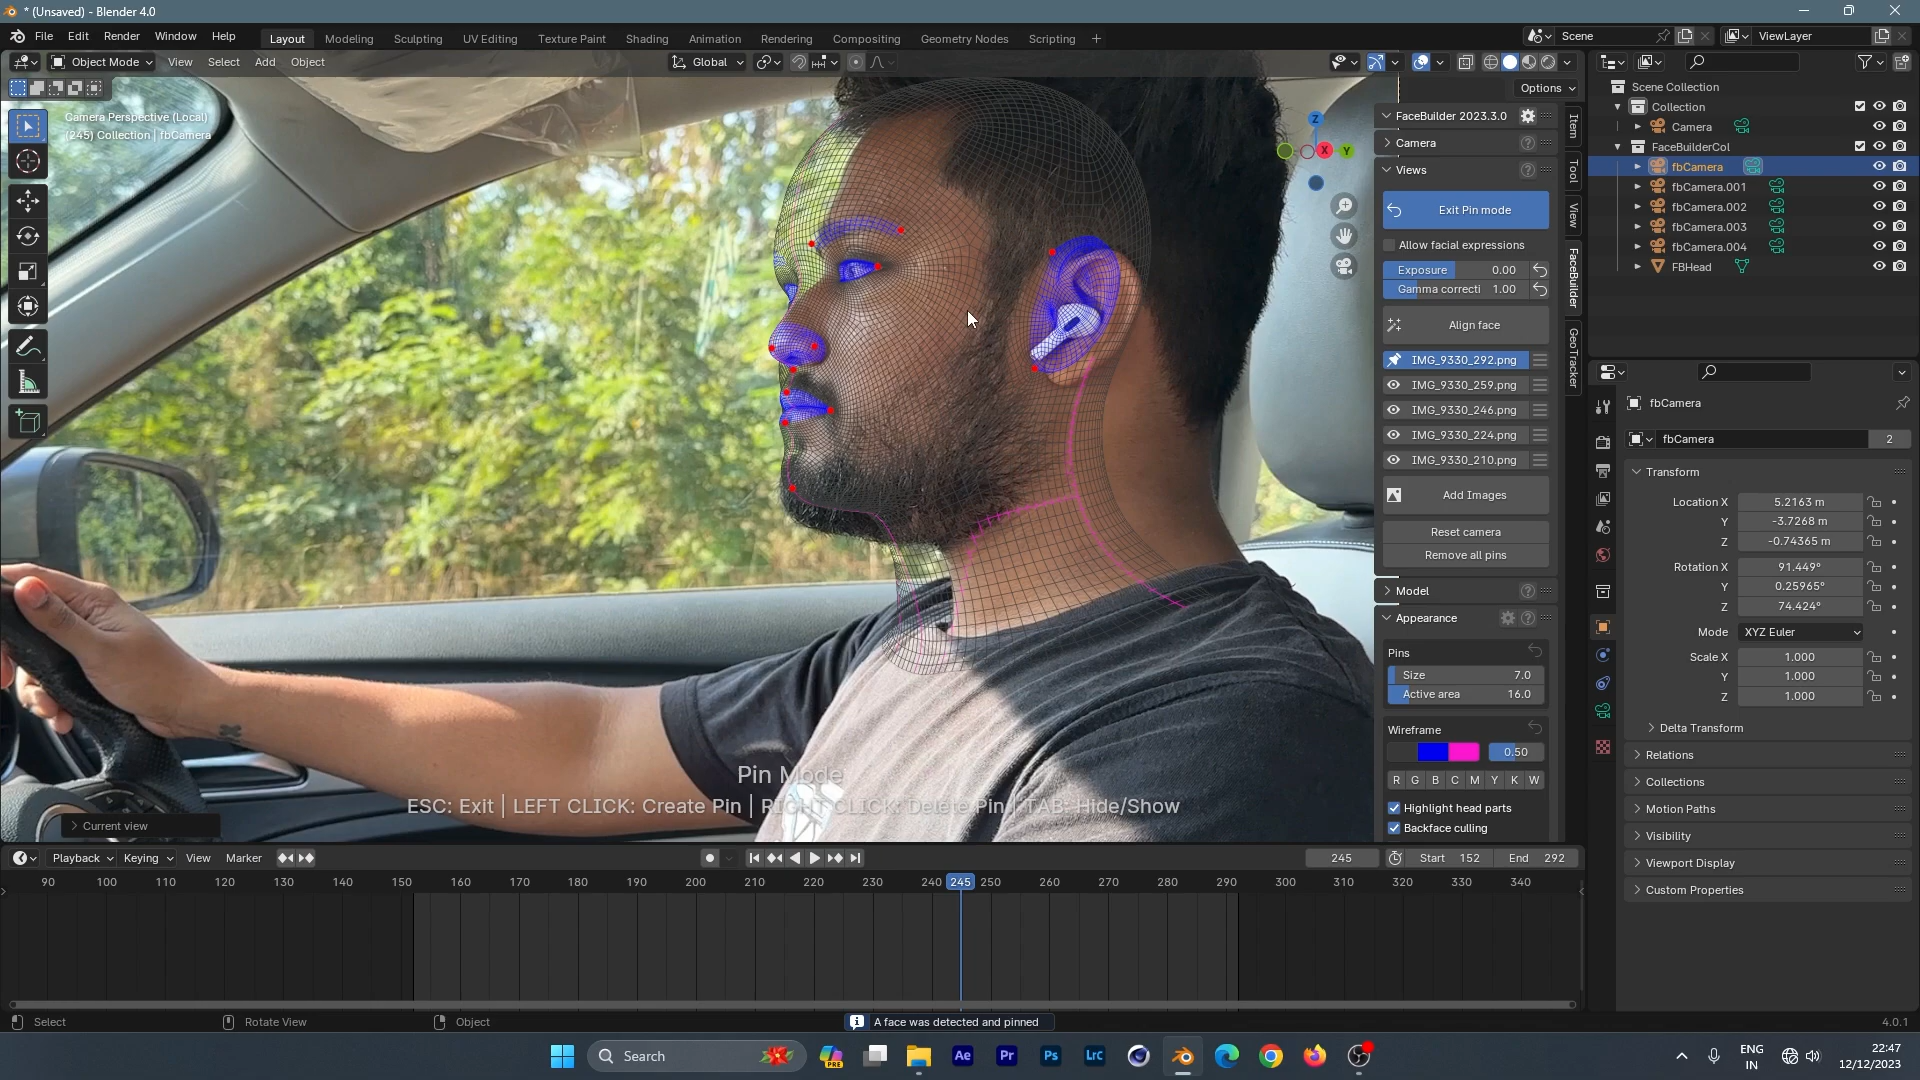 * (Unsaved) - Blender 4.0
File Edit Render Window Help
Layout Modeling Sculpting UV Editing Texture Paint Shading Animation Rendering Compositing Geometry Nodes Scripting +
Scene ViewLayer
Object Mode View Select Add Object Global
Options
Camera Perspective (Local)
(245) Collection | fbCamera
Z
X
Y
FaceBuilder 2023.3.0
Camera
Views
Exit Pin mode
Allow facial expressions
Exposure 0.00
Gamma correcti 1.00
Align face
IMG_9330_292.png
IMG_9330_259.png
IMG_9330_246.png
IMG_9330_224.png
IMG_9330_210.png
Add Images
Reset camera
Remove all pins
Model
Appearance
Pins
Size 7.0
Active area 16.0
Wireframe
0.50
R G B C M Y K W
Highlight head parts
Backface culling
Item
Tool
View
FaceBuilder
GeoTracker
Scene Collection
Collection
Camera
FaceBuilderCol
fbCamera
fbCamera.001
fbCamera.002
fbCamera.003
fbCamera.004
FBHead
fbCamera
fbCamera 2
Transform
Location X 5.2163 m
Y -3.7268 m
Z -0.74365 m
Rotation X 91.449°
Y 0.25965°
Z 74.424°
Mode XYZ Euler
Scale X 1.000
Y 1.000
Z 1.000
Delta Transform
Relations
Collections
Motion Paths
Visibility
Viewport Display
Custom Properties
Pin Mode
ESC: Exit | LEFT CLICK: Create Pin | RIGHT CLICK: Delete Pin | TAB: Hide/Show
Current view
Playback Keying View Marker
245 Start 152 End 292
90 100 110 120 130 140 150 160 170 180 190 200 210 220 230 240 245 250 260 270 280 290 300 310 320 330 340
Select Rotate View Object
A face was detected and pinned
4.0.1
Search
PRE
Ae Pr Ps LrC
ENG
IN
22:47
12/12/2023